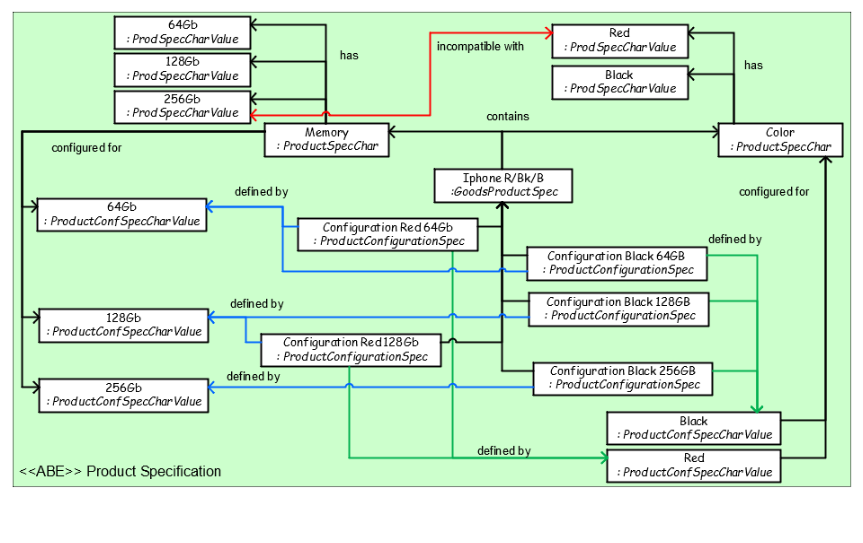 64Gb
: ProdSpecCharValue
128Gb
: ProdSpecCharValue
256Gb
: ProdSpecCharValue
has
incompatible with
Red
: ProdSpecCharValue
Black
: ProdSpecCharValue
has
contains
configured for
Memory
: ProductSpecChar
Color
: ProductSpecChar
Iphone R/Bk/B
:GoodsProductSpec
configured for
defined by
64Gb
: ProductConfSpecCharValue
Configuration Red 64Gb
: ProductConfigurationSpec
defined by
Configuration Black 64GB
: ProductConfigurationSpec
defined by
128Gb
: ProductConfSpecCharValue
Configuration Black 128GB
: ProductConfigurationSpec
Configuration Red 128Gb
: ProductConfigurationSpec
defined by
256Gb
: ProductConfSpecCharValue
Configuration Black 256GB
: ProductConfigurationSpec
Black
: ProductConfSpecCharValue
defined by
Red
: ProductConfSpecCharValue
<<ABE>> Product Specification